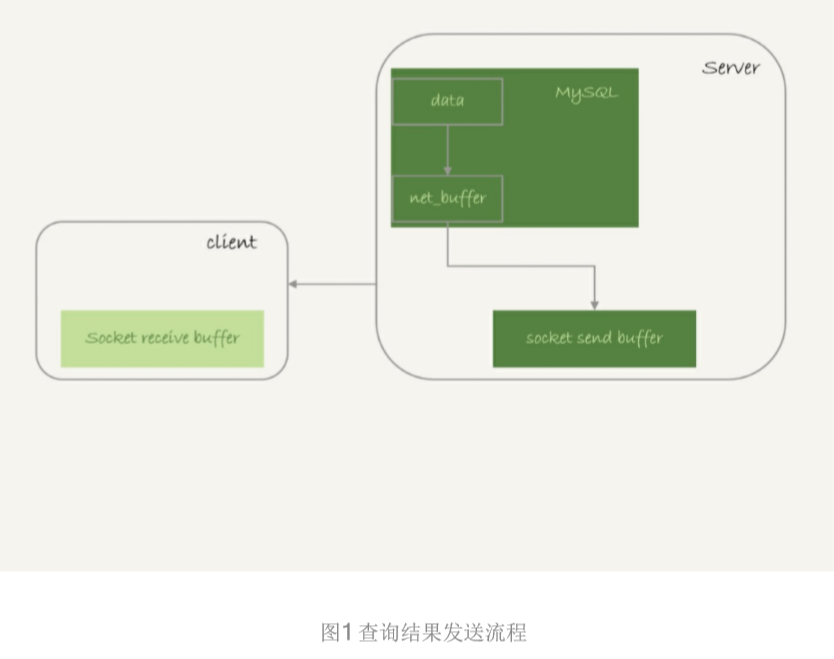 Server
data
MySQL
net_buffer
client
Socket receive buffer
socket send buffer
图1 查询结果发送流程